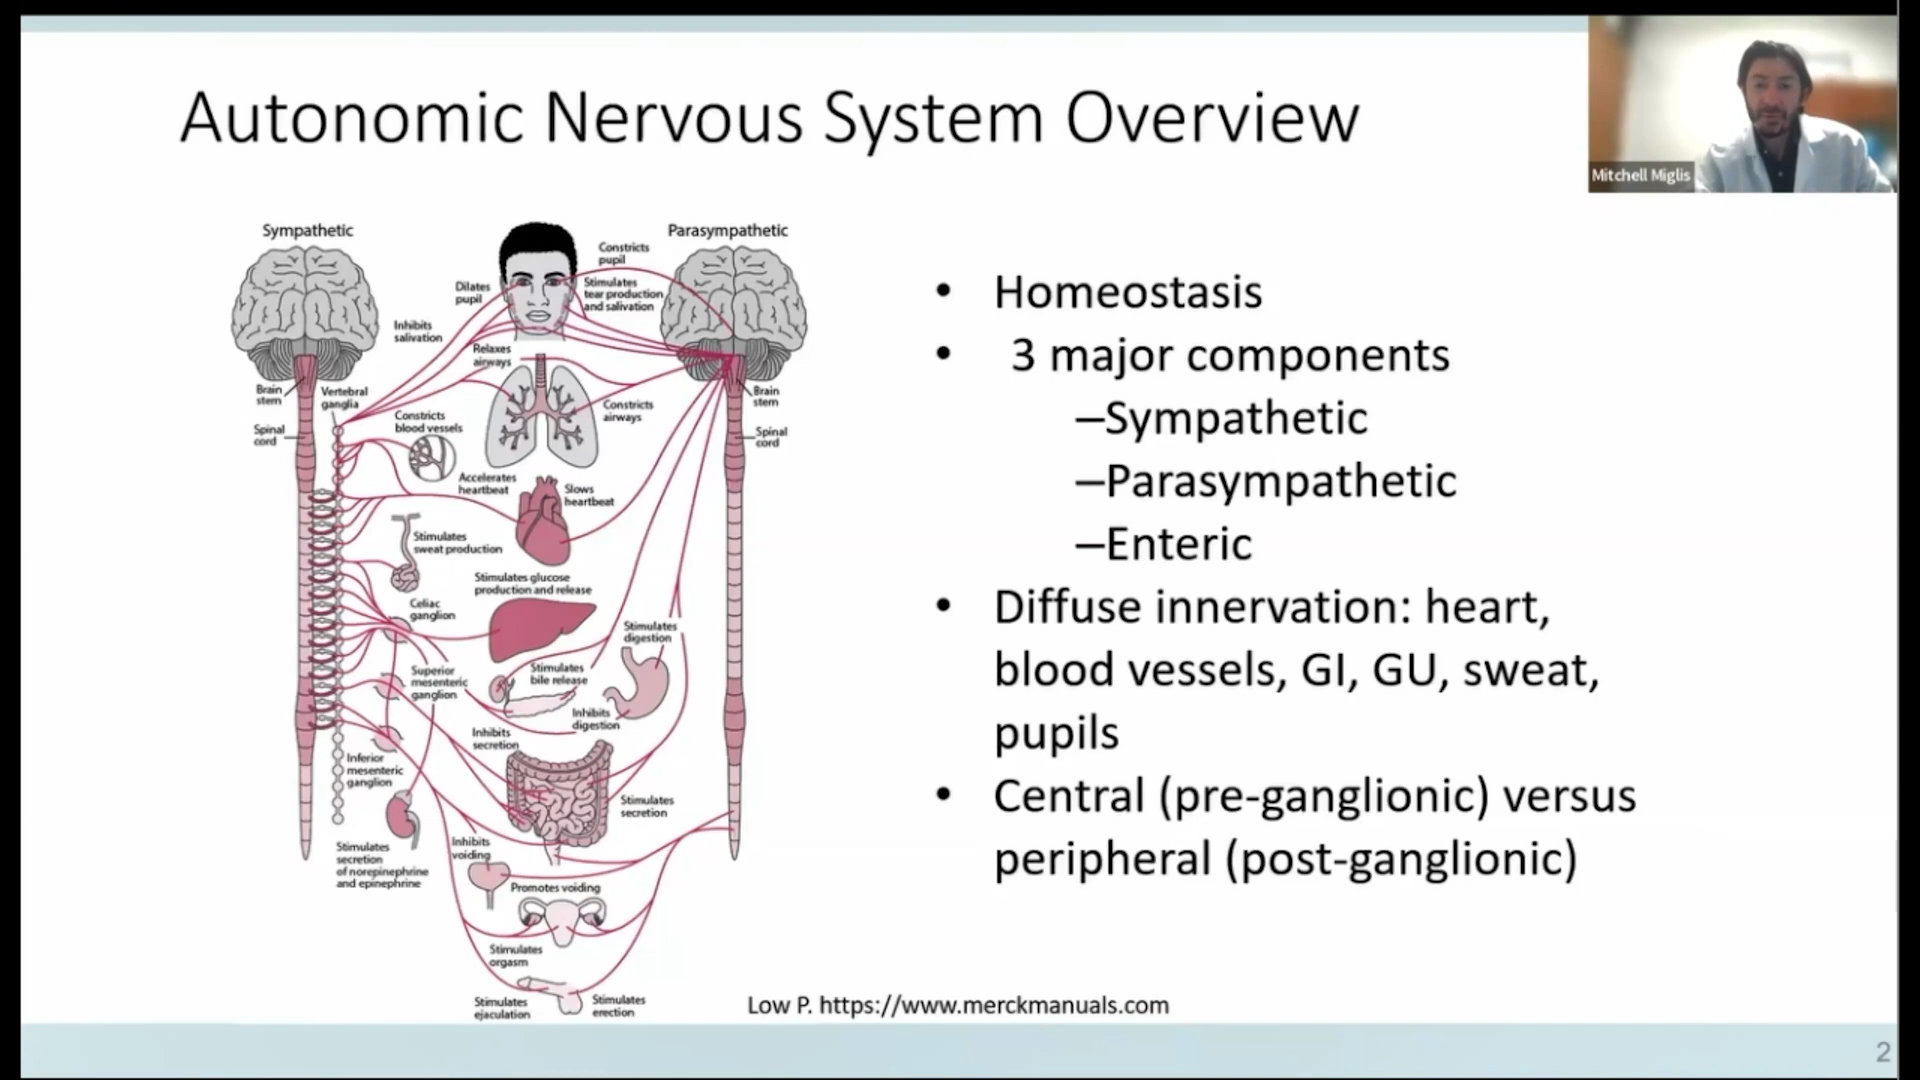 Autonomic Nervous System Overview
Mitchell Miglis
Sympathetic
Parasympathetic
Constricts
pupil
Dilates
pupil
Stimulates
tear production
and salivation
Inhibits
salivation
Relaxes
airways
Brain
stem
Vertebral
ganglia
Constricts
airways
Brain
stem
Constricts
blood vessels
Spinal
cord
Spinal
cord
Accelerates
heartbeat
Slows
heartbeat
Stimulates
sweat production
Stimulates glucose
production and release
Celiac
ganglion
Stimulates
digestion
Superior
mesenteric
ganglion
Stimulates
bile release
Inhibits
digestion
Inhibits
secretion
Inferior
mesenteric
ganglion
Stimulates
secretion
Stimulates
secretion
of norepinephrine
and epinephrine
Inhibits
voiding
Promotes voiding
Stimulates
orgasm
Stimulates
ejaculation
Stimulates
erection
• Homeostasis
• 3 major components
–Sympathetic
–Parasympathetic
–Enteric
• Diffuse innervation: heart,
blood vessels, GI, GU, sweat,
pupils
• Central (pre-ganglionic) versus
peripheral (post-ganglionic)
Low P. https://www.merckmanuals.com
2